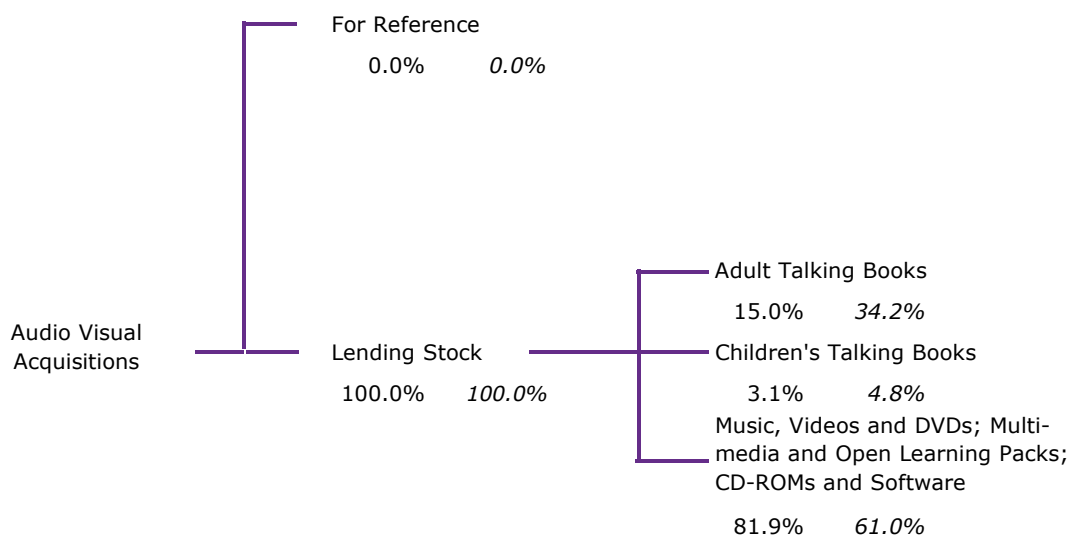 For Reference
0.0% 0.0%
Adult Talking Books
15.0% 34.2%
Audio Visual
Acquisitions
Lending Stock
100.0% 100.0%
Children's Talking Books
3.1% 4.8%
Music, Videos and DVDs; Multi-
media and Open Learning Packs;
CD-ROMs and Software
81.9% 61.0%